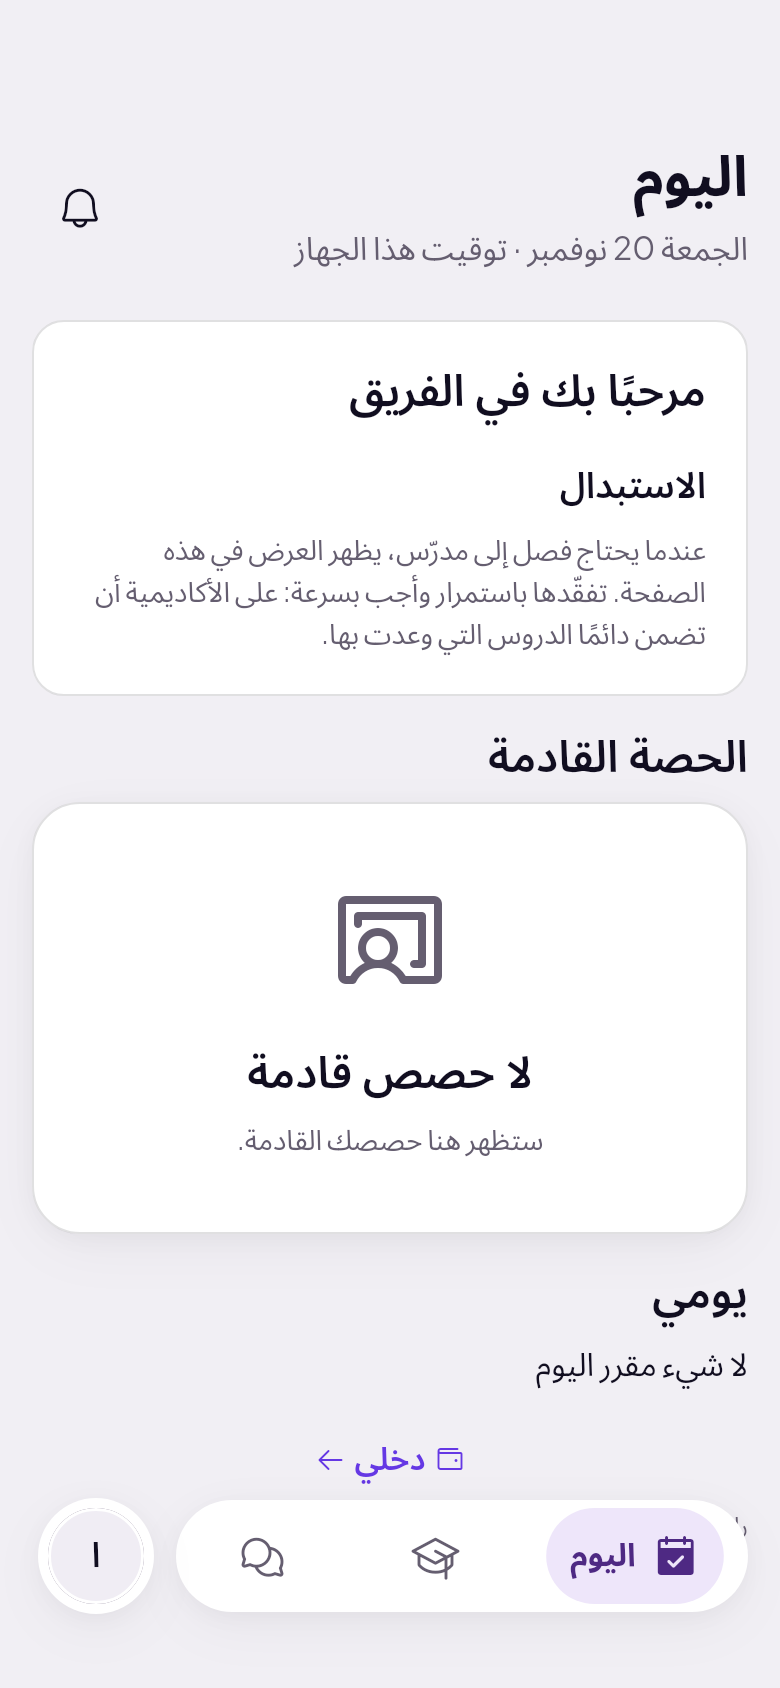 اليوم
الجمعة 20 نوفمبر · توقيت هذا الجهاز
مرحبًا بك في الفريق
الاستبدال
عندما يحتاج فصل إلى مدرّس، يظهر العرض في هذه
الصفحة. تفقّدها باستمرار وأجب بسرعة: على الأكاديمية أن
تضمن دائمًا الدروس التي وعدت بها.
الحصة القادمة
لا حصص قادمة
ستظهر هنا حصصك القادمة.
يومي
لا شيء مقرر اليوم
دخلي
اليوم
ا